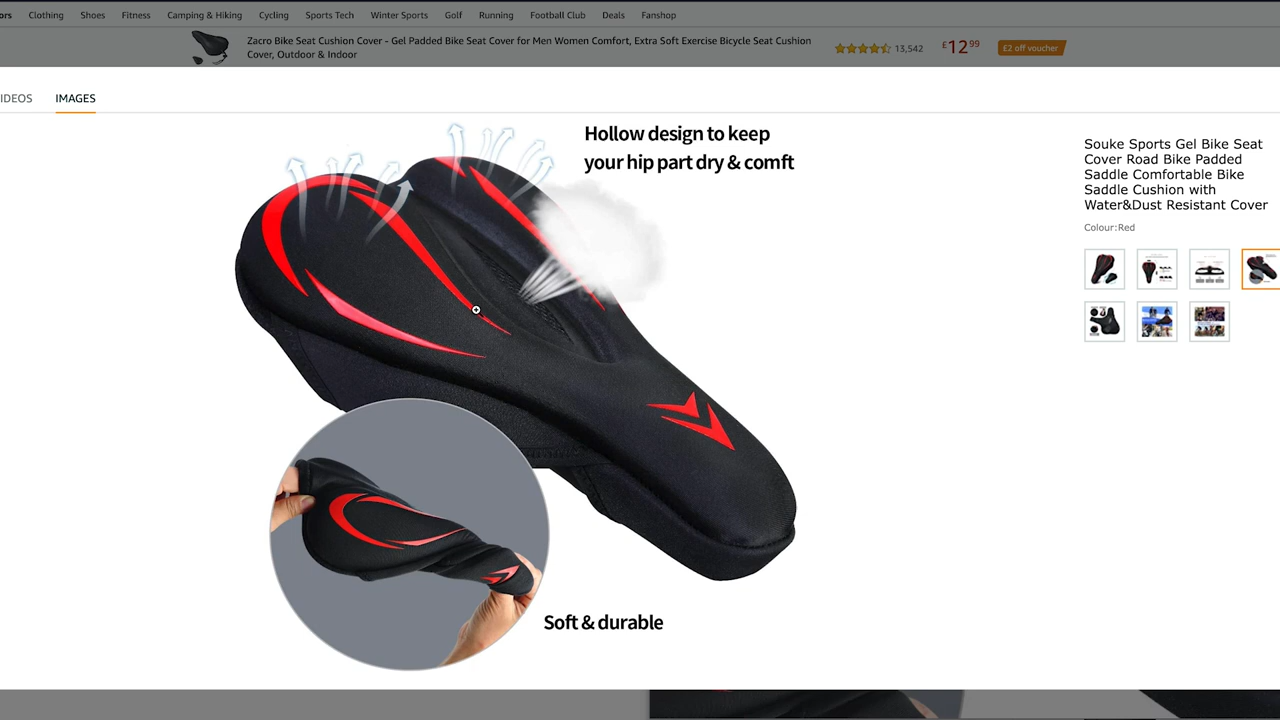 ors Clothing Shoes Fitness Camping & Hiking Cycling Sports Tech Winter Sports Golf Running Football Club Deals Fanshop
Zacro Bike Seat Cushion Cover - Gel Padded Bike Seat Cover for Men Women Comfort, Extra Soft Exercise Bicycle Seat Cushion
Cover, Outdoor & Indoor
13,542
£12 99
£2 off voucher
IDEOS IMAGES
Hollow design to keep
your hip part dry & comft
Soft & durable
Souke Sports Gel Bike Seat
Cover Road Bike Padded
Saddle Comfortable Bike
Saddle Cushion with
Water&Dust Resistant Cover
Colour:Red